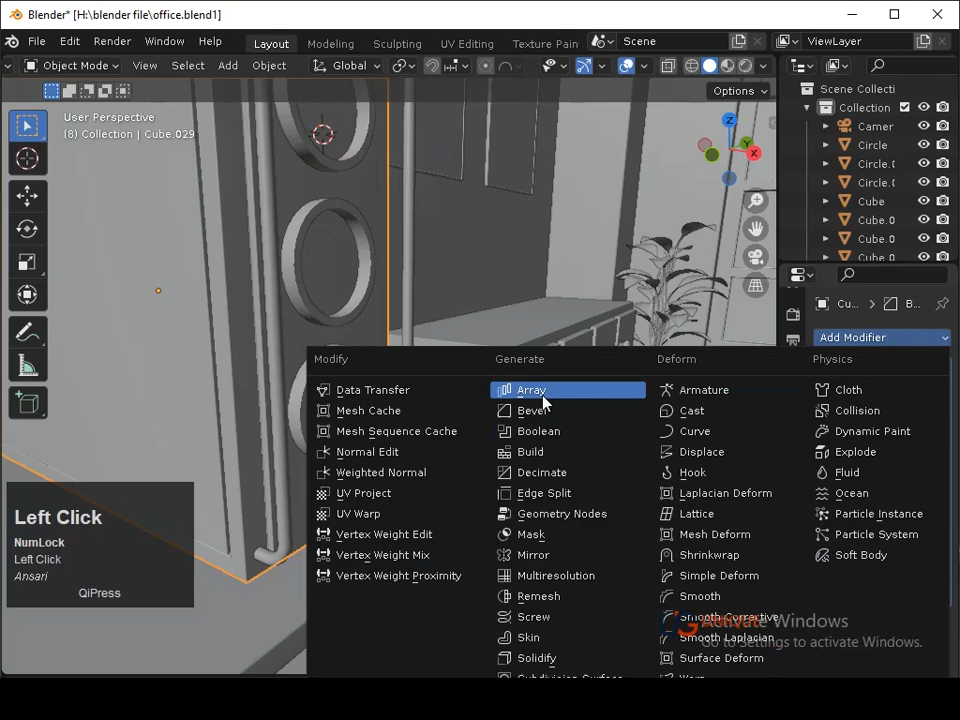 Blender* [H:\blender file\office.blend1]
File Edit Render Window Help Layout Modeling Sculpting UV Editing Texture Pain Scene ViewLayer
Object Mode View Select Add Object Global
Options
User Perspective
(8) Collection | Cube.029
Z
Y
X
Scene Collecti
Collection
Camer
Circle
Circle.
Circle.
Cube
Cube.0
Cube.0
Cube.0
Cu... > B...
Add Modifier
Modify Generate Deform Physics
Data Transfer Array Armature Cloth
Mesh Cache Bevel Cast Collision
Mesh Sequence Cache Boolean Curve Dynamic Paint
Normal Edit Build Displace Explode
Weighted Normal Decimate Hook Fluid
UV Project Edge Split Laplacian Deform Ocean
UV Warp Geometry Nodes Lattice Particle Instance
Vertex Weight Edit Mask Mesh Deform Particle System
Vertex Weight Mix Mirror Shrinkwrap Soft Body
Vertex Weight Proximity Multiresolution Simple Deform
Remesh Smooth
Screw Smooth Corrective
Skin Smooth Laplacian
Solidify Surface Deform
Left Click
NumLock
Left Click
Ansari
QiPress
Activate Windows
Go to Settings to activate Windows.